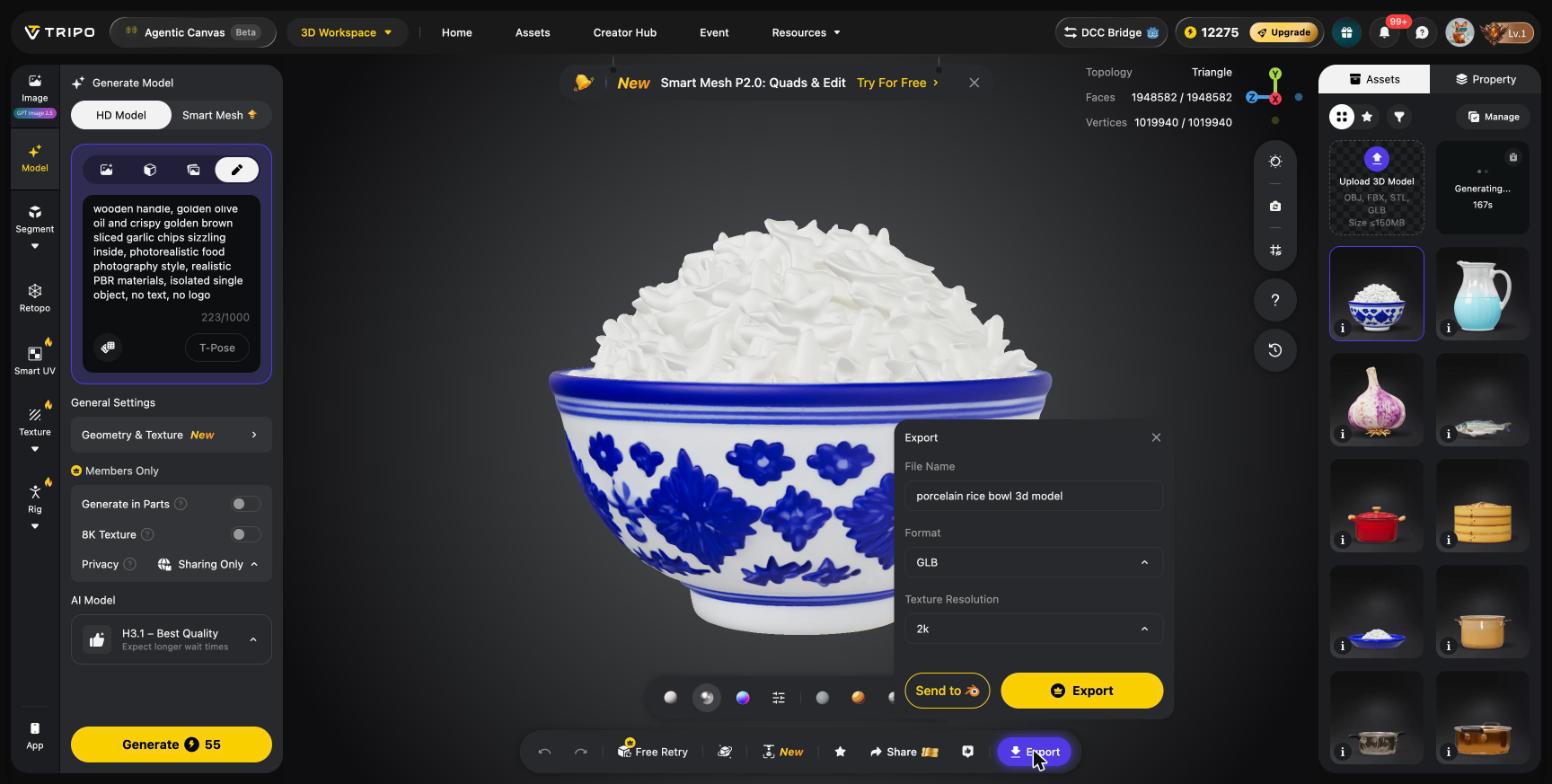 TRIPO
Agentic Canvas Beta
3D Workspace
Home
Assets
Creator Hub
Event
Resources
DCC Bridge
12275
Upgrade
99+
Lv.1
Image
GPT Image 2.5
Model
Segment
Retopo
Smart UV
Texture
Rig
App
Generate Model
HD Model
Smart Mesh
wooden handle, golden olive
oil and crispy golden brown
sliced garlic chips sizzling
inside, photorealistic food
photography style, realistic
PBR materials, isolated single
object, no text, no logo
223/1000
T-Pose
General Settings
Geometry & Texture New
Members Only
Generate in Parts ?
8K Texture ?
Privacy ? Sharing Only
AI Model
H3.1 – Best Quality
Expect longer wait times
Generate 55
New Smart Mesh P2.0: Quads & Edit Try For Free
Topology Triangle
Faces 1948582 / 1948582
Vertices 1019940 / 1019940
Y
Z
X
?
Export
File Name
porcelain rice bowl 3d model
Format
GLB
Texture Resolution
2k
Send to
Export
Free Retry
New
Share
Export
Assets
Property
Manage
Upload 3D Model
OBJ, FBX, STL,
GLB
Size ≤150MB
Generating...
167s